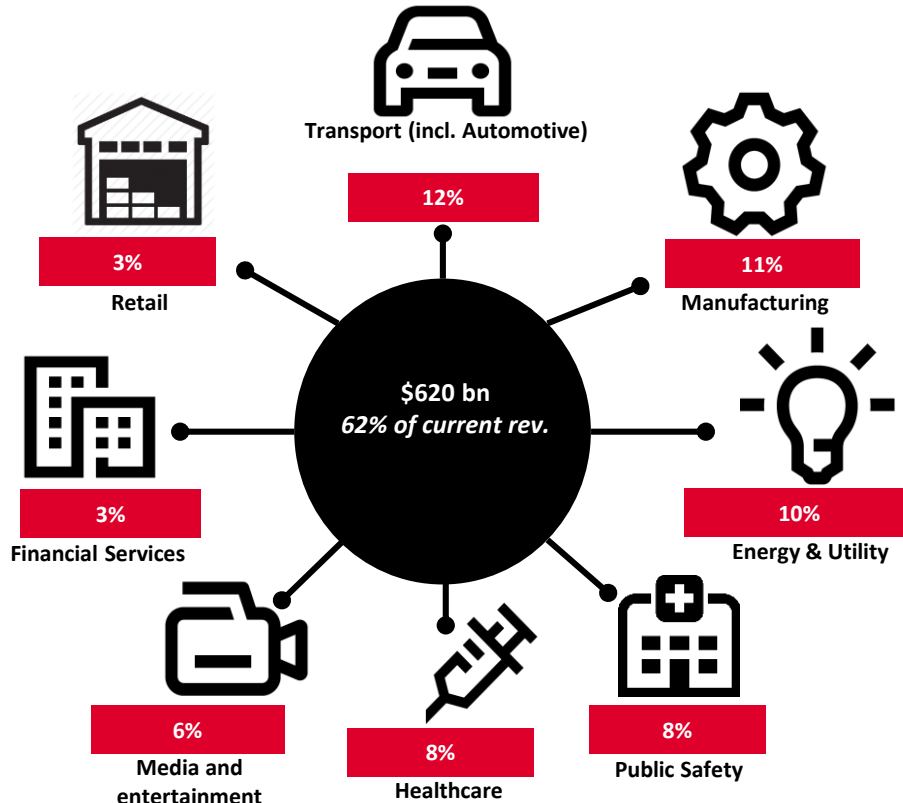 Transport (incl. Automotive)
12%
3%
Retail
11%
Manufacturing
$620 bn
62% of current rev.
3%
Financial Services
10%
Energy & Utility
6%
Media and
entertainment
8%
Healthcare
8%
Public Safety